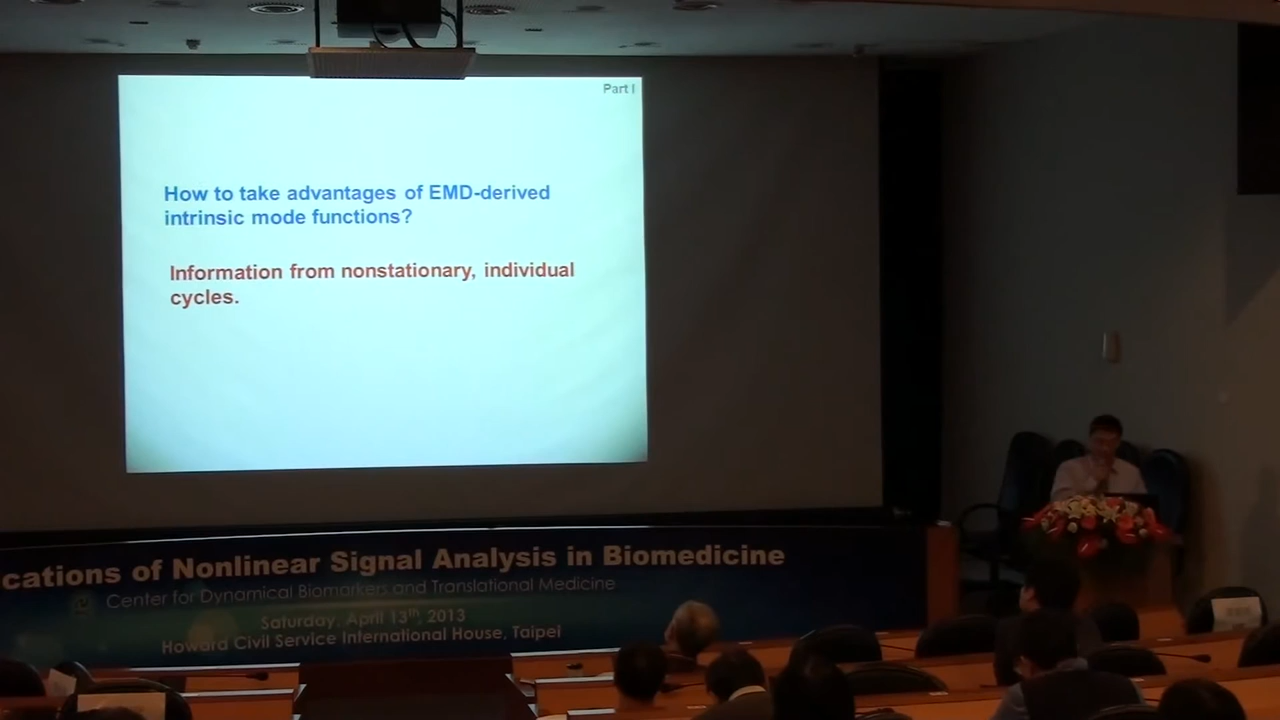 Part I
How to take advantages of EMD-derived
intrinsic mode functions?
Information from nonstationary, individual
cycles.
cations of Nonlinear Signal Analysis in Biomedicine
Center for Dynamical Biomarkers and Translational Medicine
Saturday, April 13th, 2013
Howard Civil Service International House, Taipei